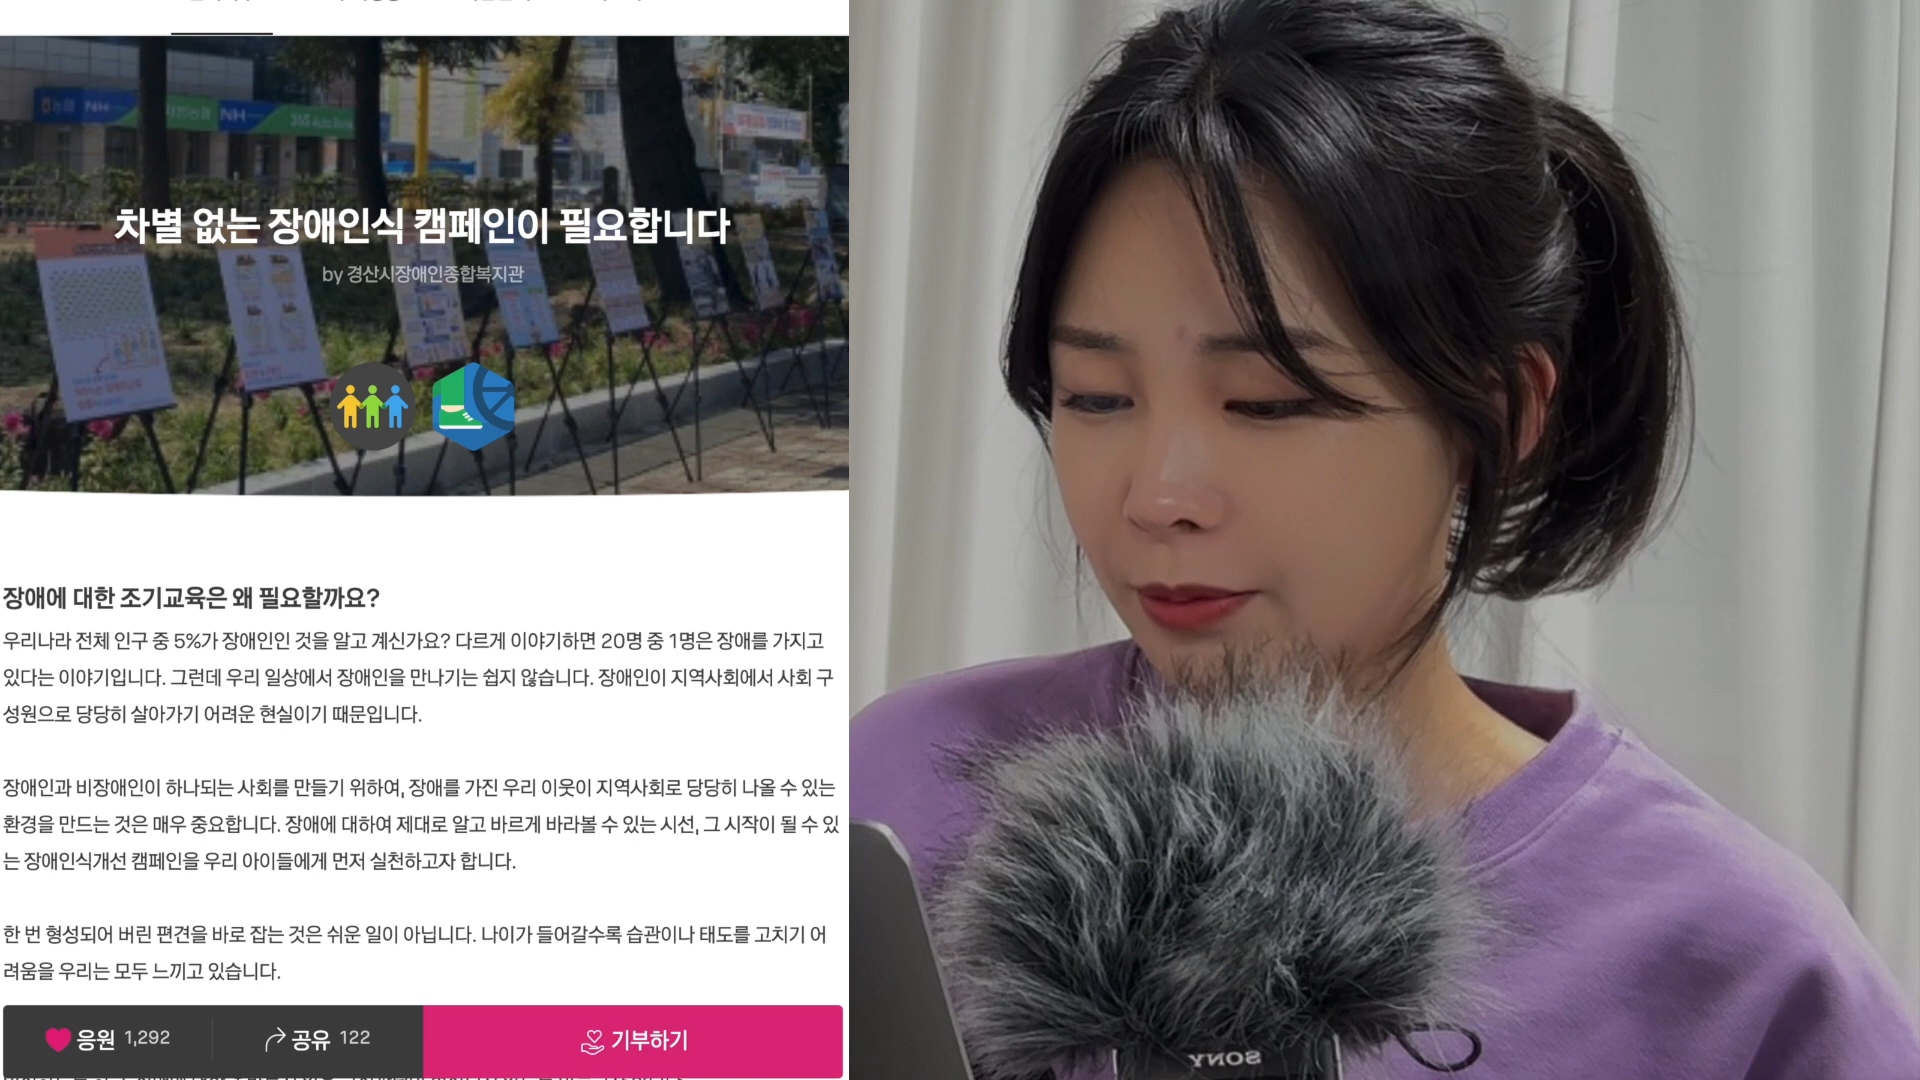 NH
NH
365 Auto Bank
차별 없는 장애인식 캠페인이 필요합니다
by 경산시장애인종합복지관
장애에 대한 조기교육은 왜 필요할까요?
우리나라 전체 인구 중 5%가 장애인인 것을 알고 계신가요? 다르게 이야기하면 20명 중 1명은 장애를 가지고
있다는 이야기입니다. 그런데 우리 일상에서 장애인을 만나기는 쉽지 않습니다. 장애인이 지역사회에서 사회 구
성원으로 당당히 살아가기 어려운 현실이기 때문입니다.
장애인과 비장애인이 하나되는 사회를 만들기 위하여, 장애를 가진 우리 이웃이 지역사회로 당당히 나올 수 있는
환경을 만드는 것은 매우 중요합니다. 장애에 대하여 제대로 알고 바르게 바라볼 수 있는 시선, 그 시작이 될 수 있
는 장애인식개선 캠페인을 우리 아이들에게 먼저 실천하고자 합니다.
한 번 형성되어 버린 편견을 바로 잡는 것은 쉬운 일이 아닙니다. 나이가 들어갈수록 습관이나 태도를 고치기 어
려움을 우리는 모두 느끼고 있습니다.
응원 1,292
공유 122
기부하기
SONY